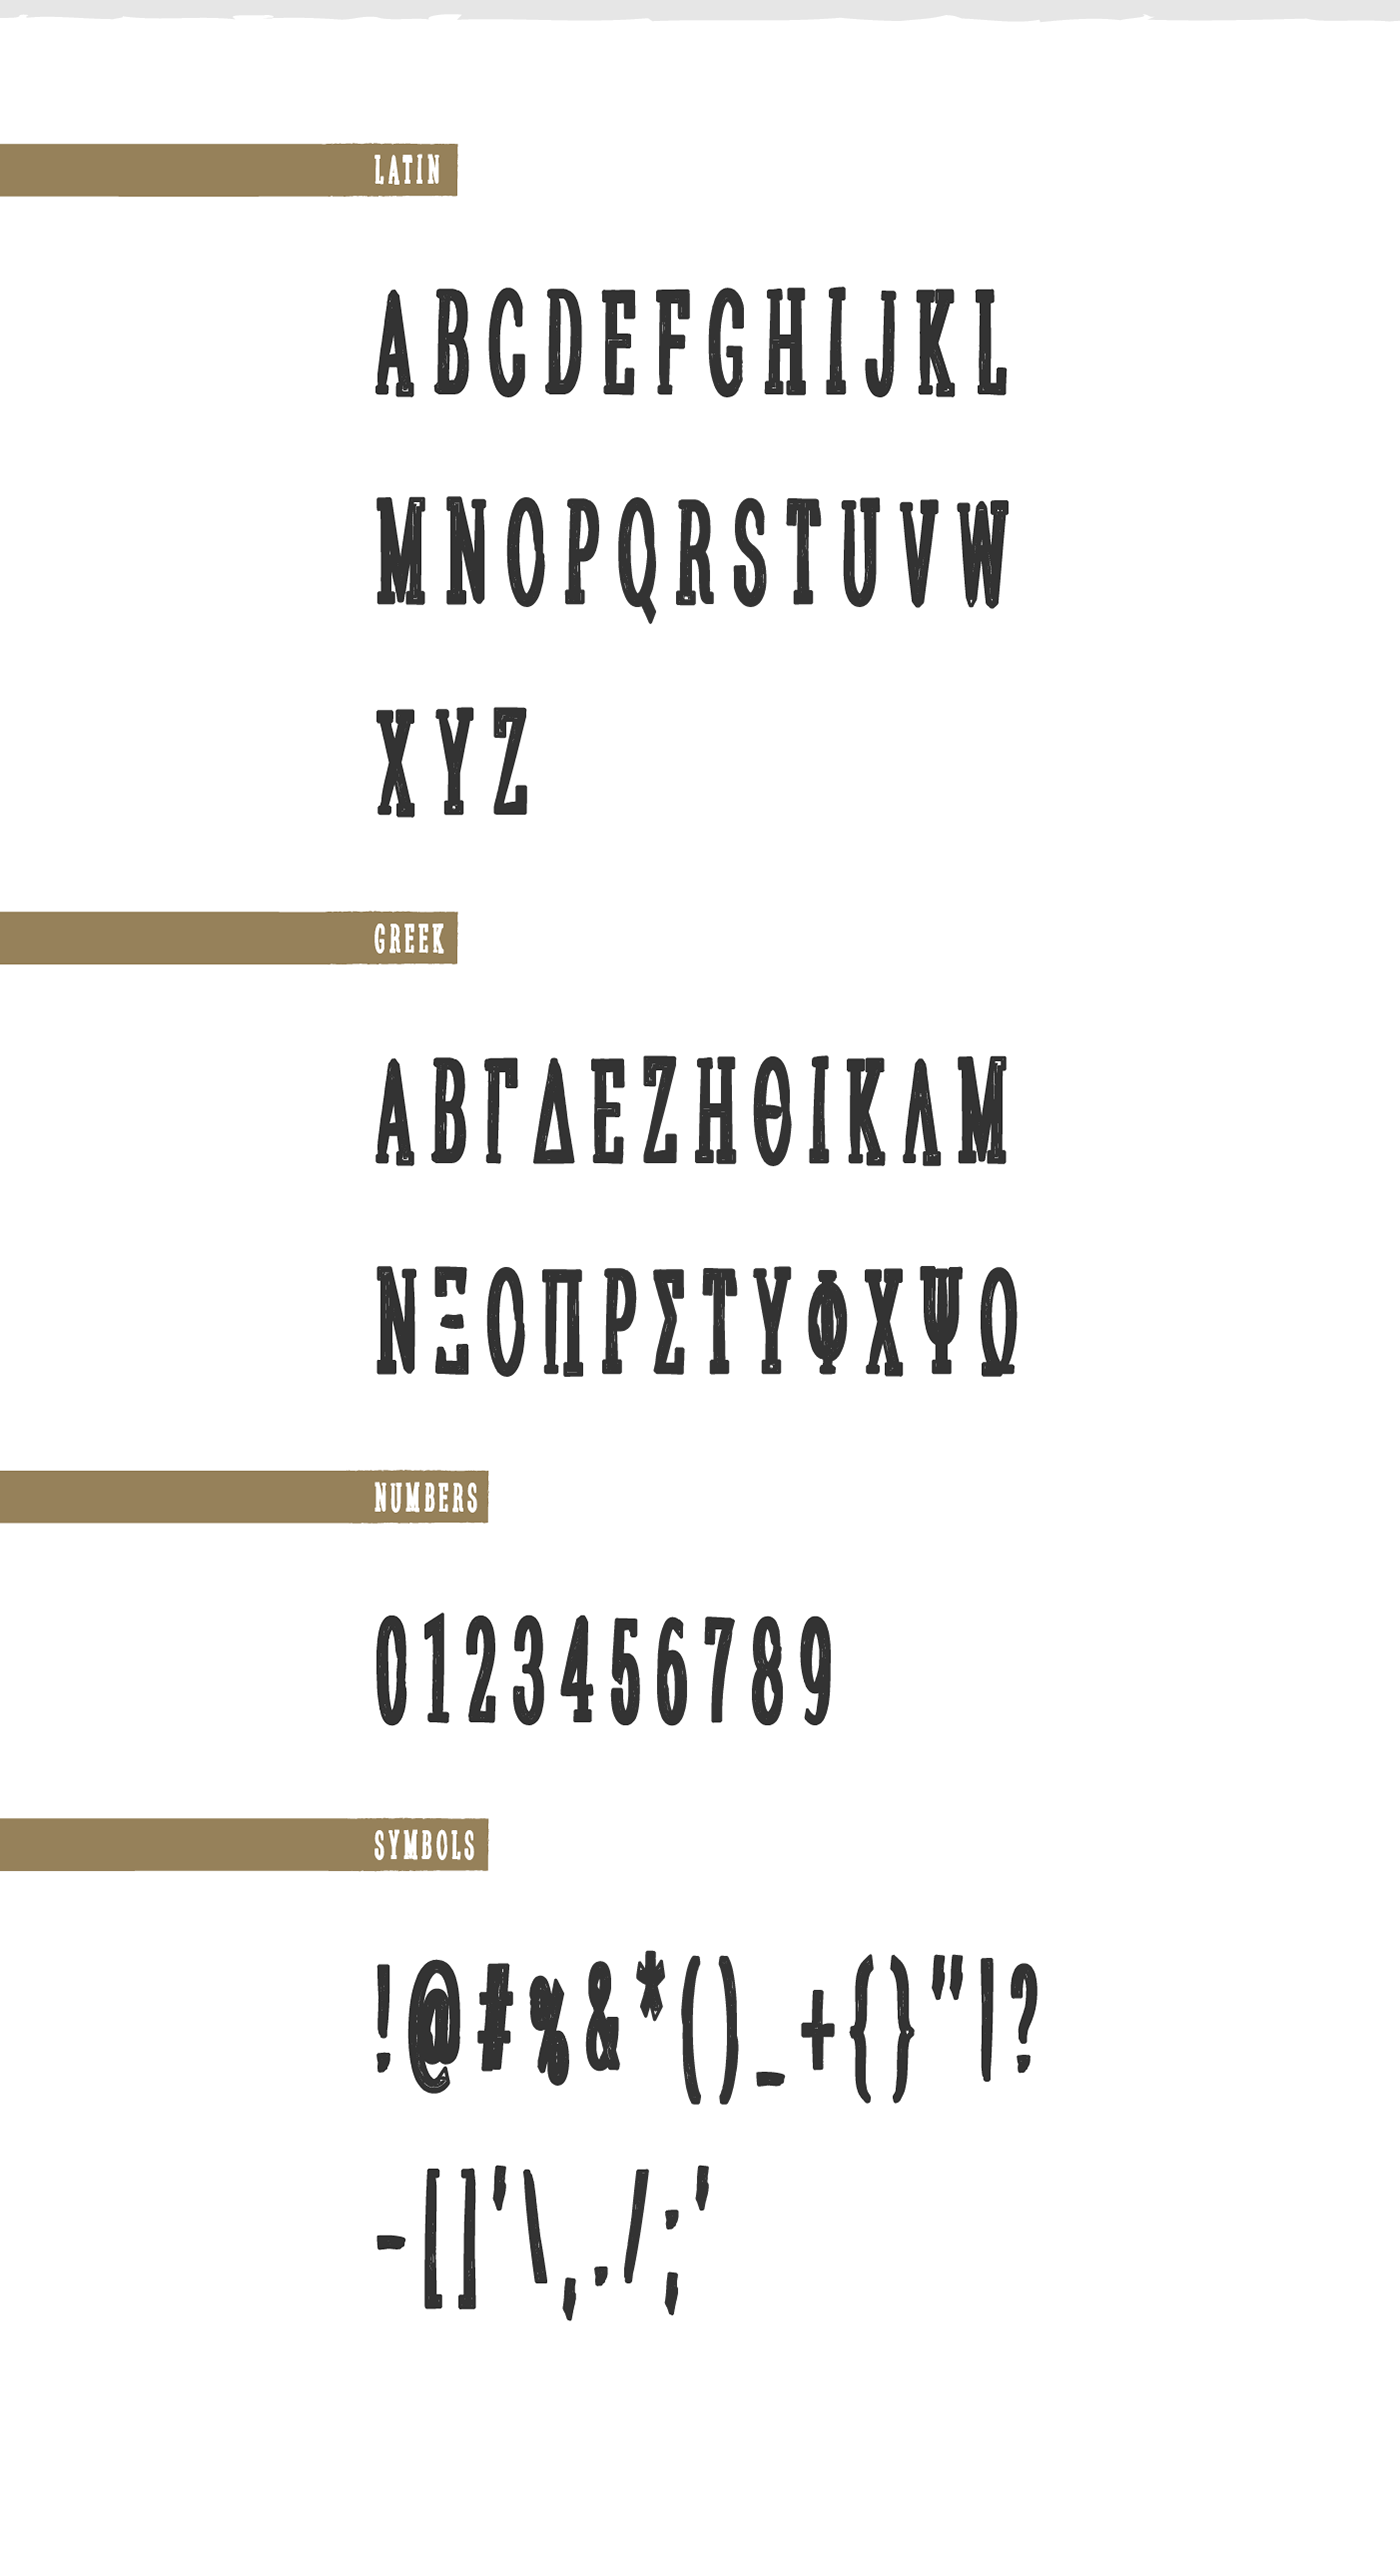 LATIN
ABCDEFGHIJKL
MNOPQRSTUVW
XYZ
GREEK
ΑΒΓΔΕΖΗΘΙΚΛΜ
ΝΞΟΠΡΣΤΥΦΧΨΩ
NUMBERS
0123456789
SYMBOLS
!@#%&*()_+{}"|?
-[]'\,./;'